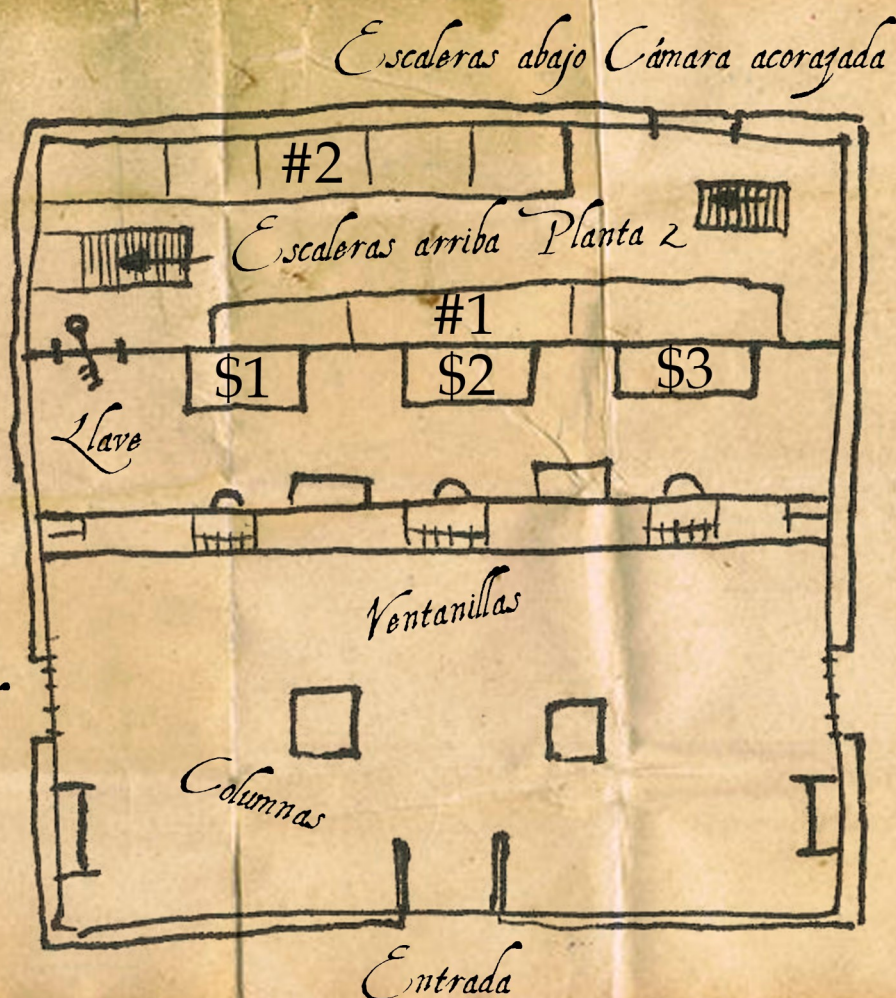 Escaleras abajo Cámara acorazada
#2
Escaleras arriba Planta 2
#1
$1 $2 $3
Llave
Ventanillas
Columnas
Entrada